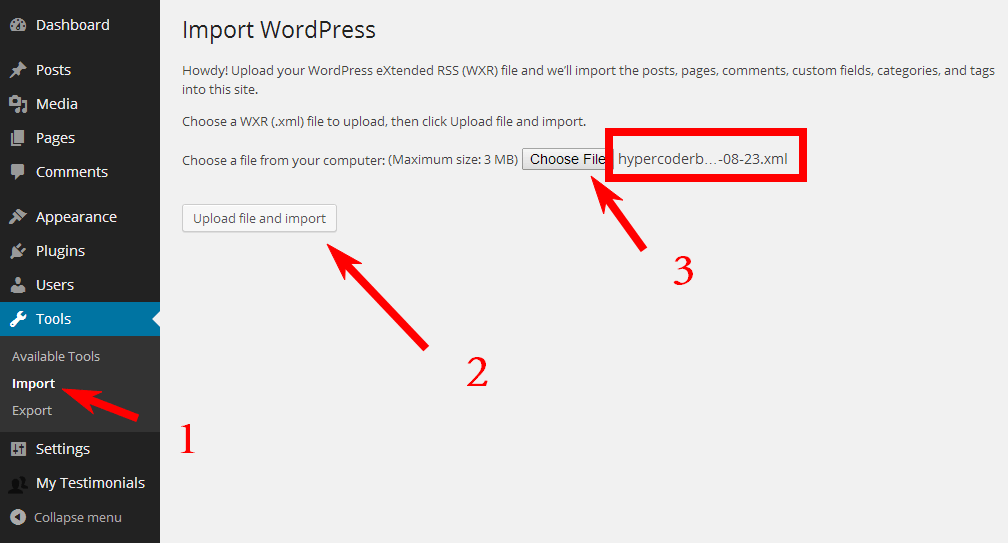 Dashboard
Posts
Media
Pages
Comments
Appearance
Plugins
Users
Tools
Available Tools
Import
Export
Settings
My Testimonials
Collapse menu
Import WordPress
Howdy! Upload your WordPress eXtended RSS (WXR) file and we'll import the posts, pages, comments, custom fields, categories, and tags
into this site.
Choose a WXR (.xml) file to upload, then click Upload file and import.
Choose a file from your computer: (Maximum size: 3 MB) Choose File hypercoderb…-08-23.xml
Upload file and import
3
2
1